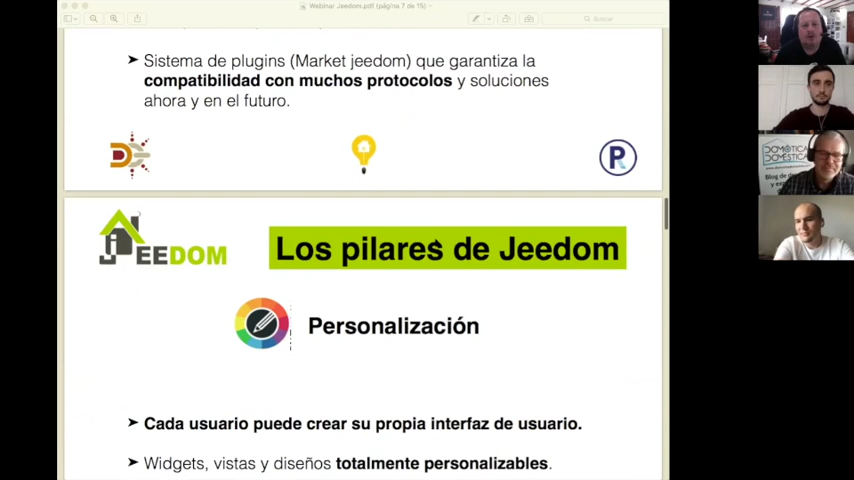 Webinar Jeedom.pdf (página 7 de 15)
Buscar
➤ Sistema de plugins (Market jeedom) que garantiza la
compatibilidad con muchos protocolos y soluciones
ahora y en el futuro.
JEEDOM
Los pilares de Jeedom
Personalización
➤ Cada usuario puede crear su propia interfaz de usuario.
➤ Widgets, vistas y diseños totalmente personalizables.
DOMÓTICA
DOMÉSTICA
Blog de do